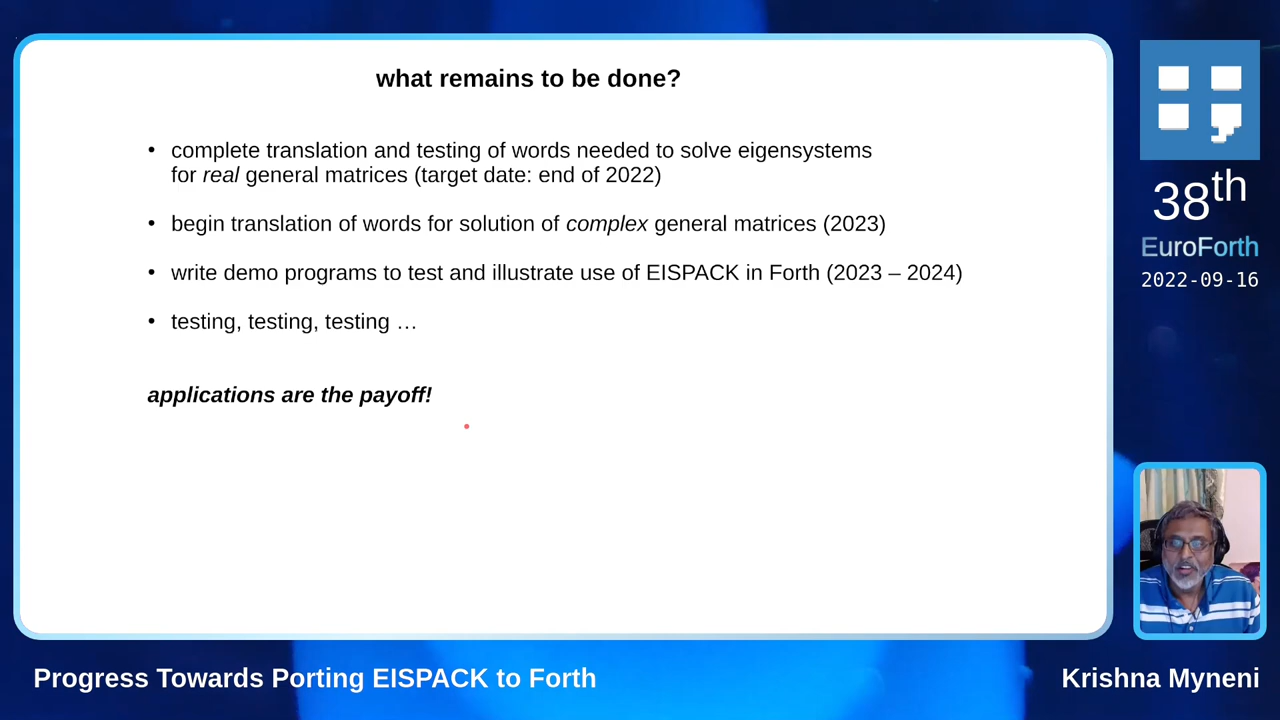 what remains to be done?
• complete translation and testing of words needed to solve eigensystems
for real general matrices (target date: end of 2022)
• begin translation of words for solution of complex general matrices (2023)
• write demo programs to test and illustrate use of EISPACK in Forth (2023 – 2024)
• testing, testing, testing …
applications are the payoff!
38th
EuroForth
2022-09-16
Progress Towards Porting EISPACK to Forth
Krishna Myneni